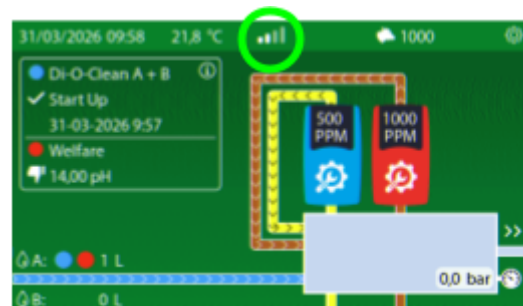 31/03/2026 09:58 21,8 °C 1000
Di-O-Clean A + B
Start Up
31-03-2026 9:57
Welfare
14,00 pH
500 PPM
1000 PPM
>>
A: 1 L
0,0 bar
B: 0 L